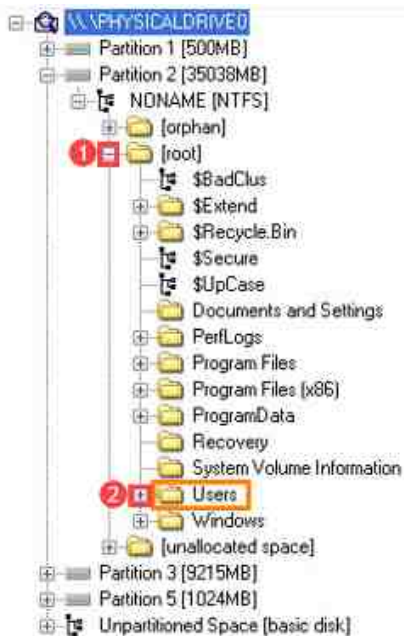 \\.\PHYSICALDRIVE0
Partition 1 [500MB]
Partition 2 [35038MB]
NONAME [NTFS]
[orphan]
1 [root]
$BadClus
$Extend
$Recycle.Bin
$Secure
$UpCase
Documents and Settings
PerfLogs
Program Files
Program Files (x86)
ProgramData
Recovery
System Volume Information
2 Users
Windows
[unallocated space]
Partition 3 [9215MB]
Partition 5 [1024MB]
Unpartitioned Space [basic disk]